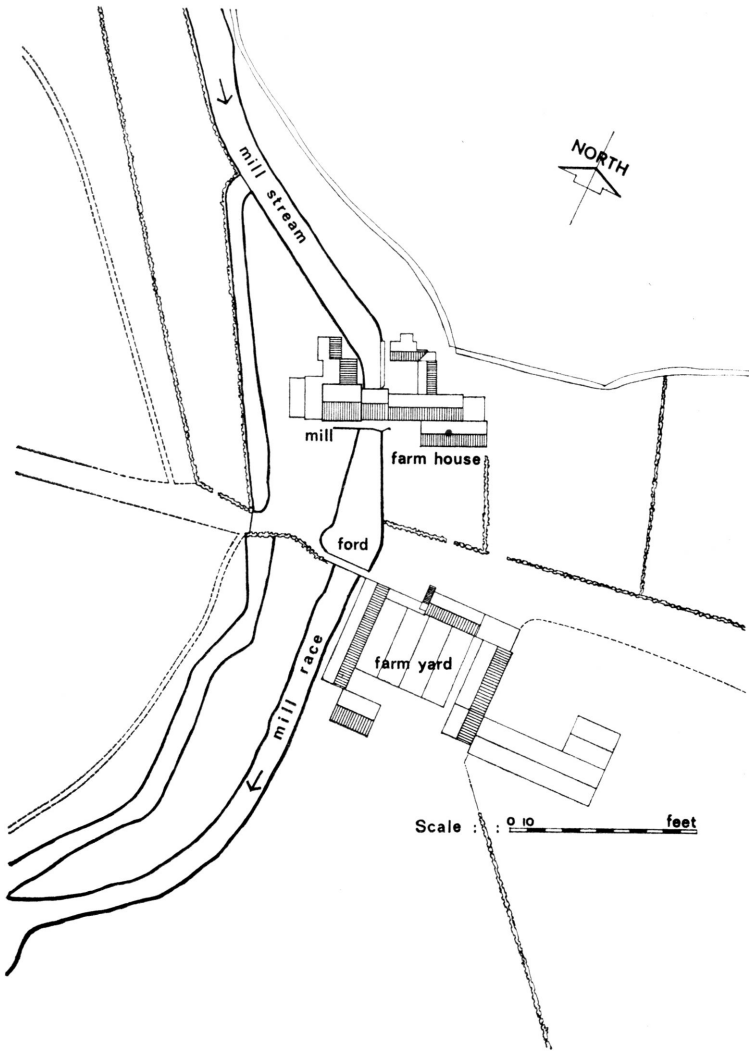 NORTH
mill stream
mill
farm house
ford
farm yard
mill race
Scale : : 0 10 feet